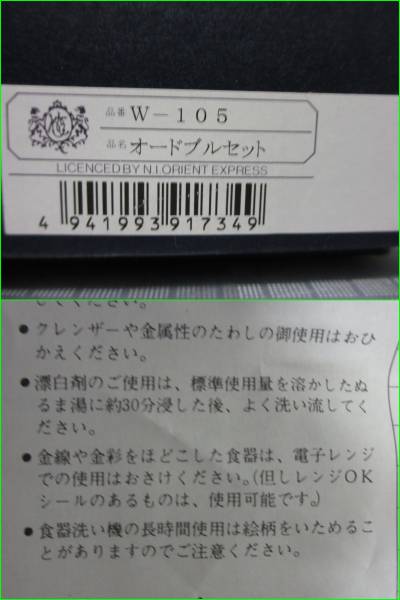 品番 W-105
品名 オードブルセット
LICENCED BY N.I.ORIENT EXPRESS
4 941993 917349
してください。
●クレンザーや金属性のたわしの御使用はおひ
かえください。
●漂白剤のご使用は、標準使用量を溶かしたぬ
るま湯に約30分浸した後、よく洗い流してく
ださい。
●金線や金彩をほどこした食器は、電子レンジ
での使用はおさけください。(但しレンジOK
シールのあるものは、使用可能です。)
●食器洗い機の長時間使用は絵柄をいためるこ
とがありますのでご注意ください。